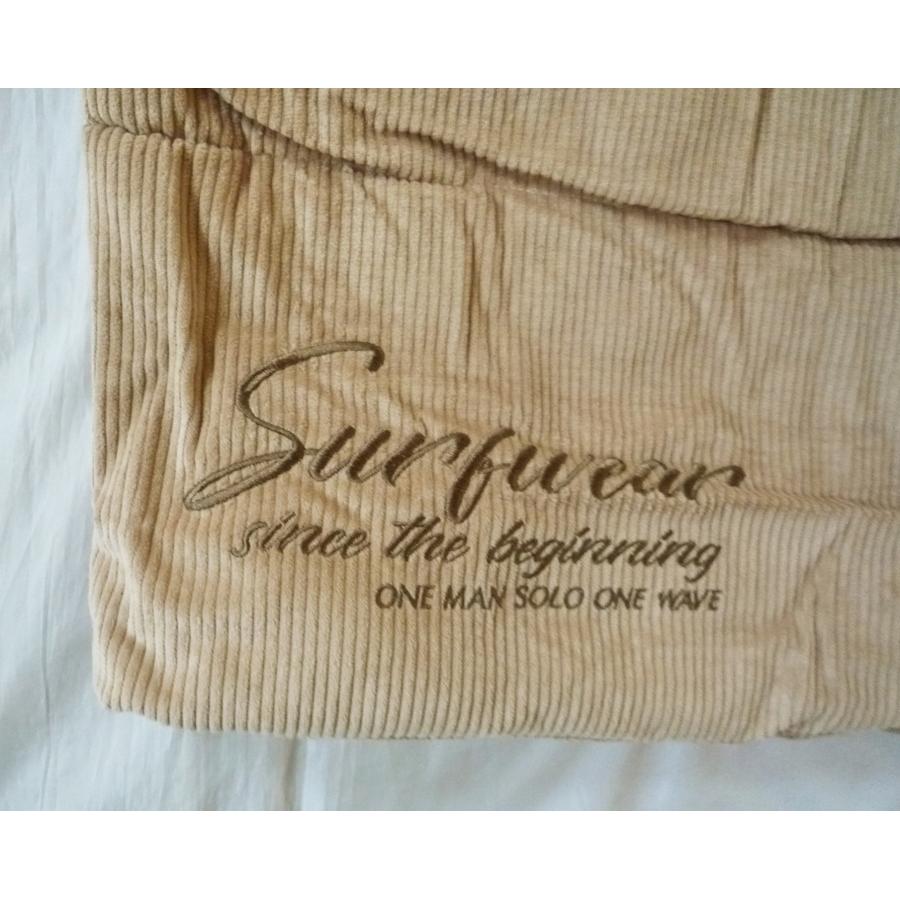 Surfwear
since the beginning
ONE MAN SOLO ONE WAVE